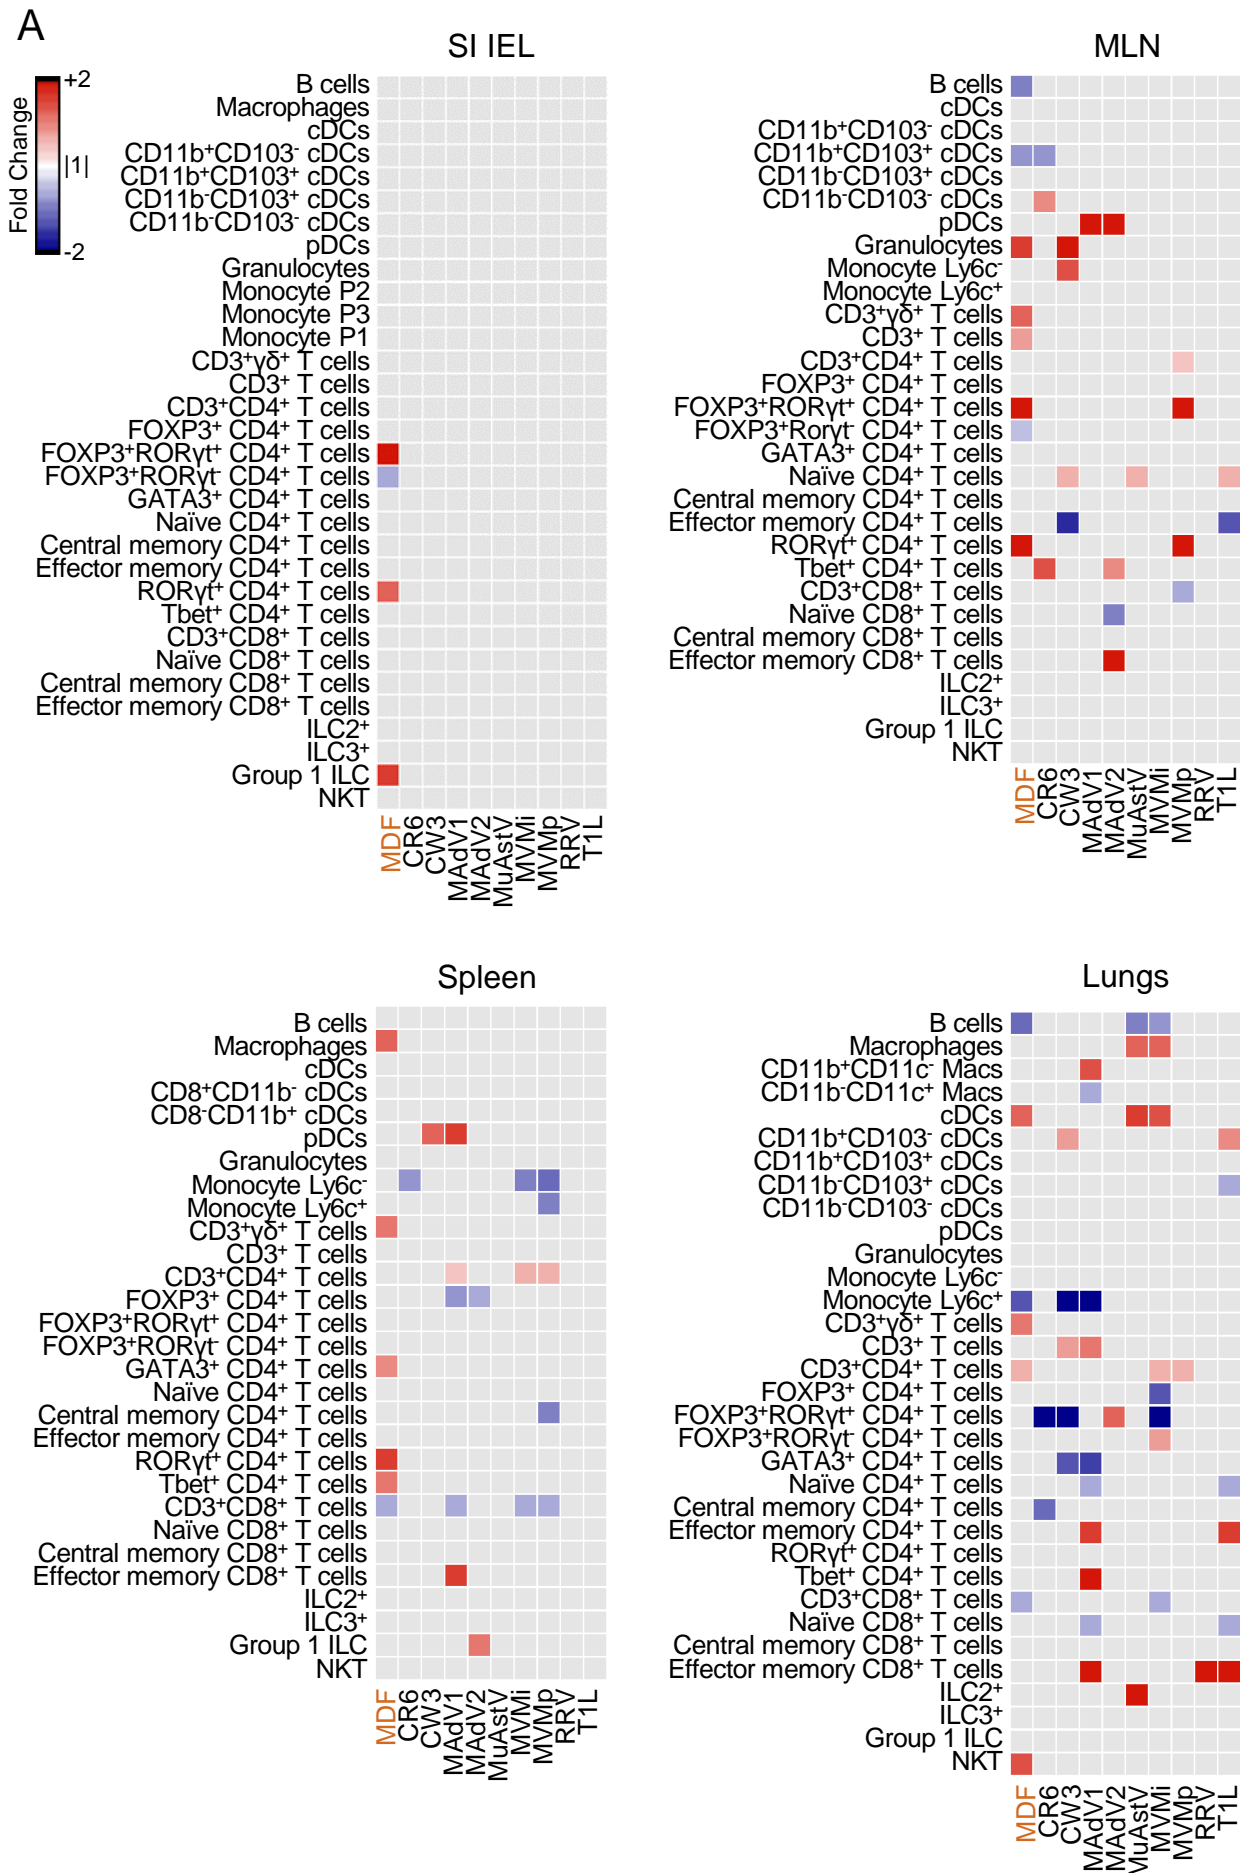 A
SI IEL
+2
|1|
-2
Fold Change
B cells
Macrophages
cDCs
CD11b⁺CD103⁻ cDCs
CD11b⁺CD103⁺ cDCs
CD11b⁻CD103⁺ cDCs
CD11b⁻CD103⁻ cDCs
pDCs
Granulocytes
Monocyte P2
Monocyte P3
Monocyte P1
CD3⁺γδ⁺ T cells
CD3⁺ T cells
CD3⁺CD4⁺ T cells
FOXP3⁺ CD4⁺ T cells
FOXP3⁺RORγt⁺ CD4⁺ T cells
FOXP3⁺RORγt⁻ CD4⁺ T cells
GATA3⁺ CD4⁺ T cells
Naïve CD4⁺ T cells
Central memory CD4⁺ T cells
Effector memory CD4⁺ T cells
RORγt⁺ CD4⁺ T cells
Tbet⁺ CD4⁺ T cells
CD3⁺CD8⁺ T cells
Naïve CD8⁺ T cells
Central memory CD8⁺ T cells
Effector memory CD8⁺ T cells
ILC2⁺
ILC3⁺
Group 1 ILC
NKT
MDF
CR6
CW3
MAdV1
MAdV2
MuAstV
MVMi
MVMp
RRV
T1L
MLN
B cells
cDCs
CD11b⁺CD103⁻ cDCs
CD11b⁺CD103⁺ cDCs
CD11b⁻CD103⁺ cDCs
CD11b⁻CD103⁻ cDCs
pDCs
Granulocytes
Monocyte Ly6c⁻
Monocyte Ly6c⁺
CD3⁺γδ⁺ T cells
CD3⁺ T cells
CD3⁺CD4⁺ T cells
FOXP3⁺ CD4⁺ T cells
FOXP3⁺RORγt⁺ CD4⁺ T cells
FOXP3⁺Rorγt⁻ CD4⁺ T cells
GATA3⁺ CD4⁺ T cells
Naïve CD4⁺ T cells
Central memory CD4⁺ T cells
Effector memory CD4⁺ T cells
RORγt⁺ CD4⁺ T cells
Tbet⁺ CD4⁺ T cells
CD3⁺CD8⁺ T cells
Naïve CD8⁺ T cells
Central memory CD8⁺ T cells
Effector memory CD8⁺ T cells
ILC2⁺
ILC3⁺
Group 1 ILC
NKT
MDF
CR6
CW3
MAdV1
MAdV2
MuAstV
MVMi
MVMp
RRV
T1L
Spleen
B cells
Macrophages
cDCs
CD8⁺CD11b⁻ cDCs
CD8⁻CD11b⁺ cDCs
pDCs
Granulocytes
Monocyte Ly6c⁻
Monocyte Ly6c⁺
CD3⁺γδ⁺ T cells
CD3⁺ T cells
CD3⁺CD4⁺ T cells
FOXP3⁺ CD4⁺ T cells
FOXP3⁺RORγt⁺ CD4⁺ T cells
FOXP3⁺RORγt⁻ CD4⁺ T cells
GATA3⁺ CD4⁺ T cells
Naïve CD4⁺ T cells
Central memory CD4⁺ T cells
Effector memory CD4⁺ T cells
RORγt⁺ CD4⁺ T cells
Tbet⁺ CD4⁺ T cells
CD3⁺CD8⁺ T cells
Naïve CD8⁺ T cells
Central memory CD8⁺ T cells
Effector memory CD8⁺ T cells
ILC2⁺
ILC3⁺
Group 1 ILC
NKT
MDF
CR6
CW3
MAdV1
MAdV2
MuAstV
MVMi
MVMp
RRV
T1L
Lungs
B cells
Macrophages
CD11b⁺CD11c⁻ Macs
CD11b⁻CD11c⁺ Macs
cDCs
CD11b⁺CD103⁻ cDCs
CD11b⁺CD103⁺ cDCs
CD11b⁻CD103⁺ cDCs
CD11b⁻CD103⁻ cDCs
pDCs
Granulocytes
Monocyte Ly6c⁻
Monocyte Ly6c⁺
CD3⁺γδ⁺ T cells
CD3⁺ T cells
CD3⁺CD4⁺ T cells
FOXP3⁺ CD4⁺ T cells
FOXP3⁺RORγt⁺ CD4⁺ T cells
FOXP3⁺RORγt⁻ CD4⁺ T cells
GATA3⁺ CD4⁺ T cells
Naïve CD4⁺ T cells
Central memory CD4⁺ T cells
Effector memory CD4⁺ T cells
RORγt⁺ CD4⁺ T cells
Tbet⁺ CD4⁺ T cells
CD3⁺CD8⁺ T cells
Naïve CD8⁺ T cells
Central memory CD8⁺ T cells
Effector memory CD8⁺ T cells
ILC2⁺
ILC3⁺
Group 1 ILC
NKT
MDF
CR6
CW3
MAdV1
MAdV2
MuAstV
MVMi
MVMp
RRV
T1L